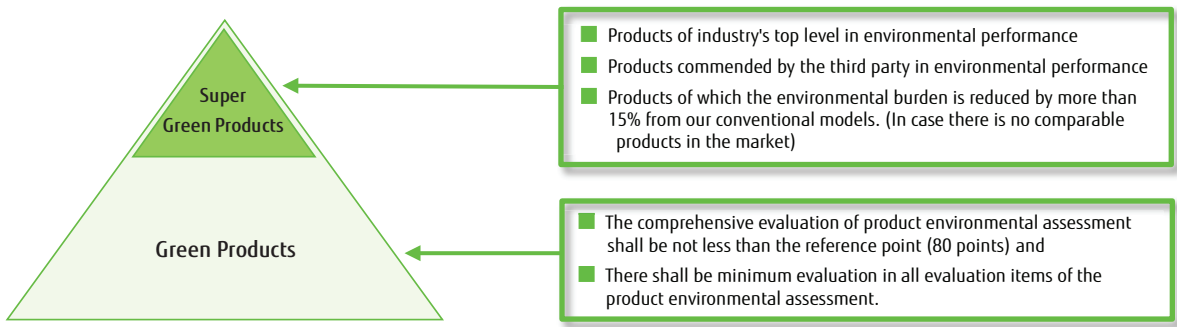 Super
Green Products
Green Products
Products of industry's top level in environmental performance
Products commended by the third party in environmental performance
Products of which the environmental burden is reduced by more than
15% from our conventional models. (In case there is no comparable
products in the market)
The comprehensive evaluation of product environmental assessment
shall be not less than the reference point (80 points) and
There shall be minimum evaluation in all evaluation items of the
product environmental assessment.